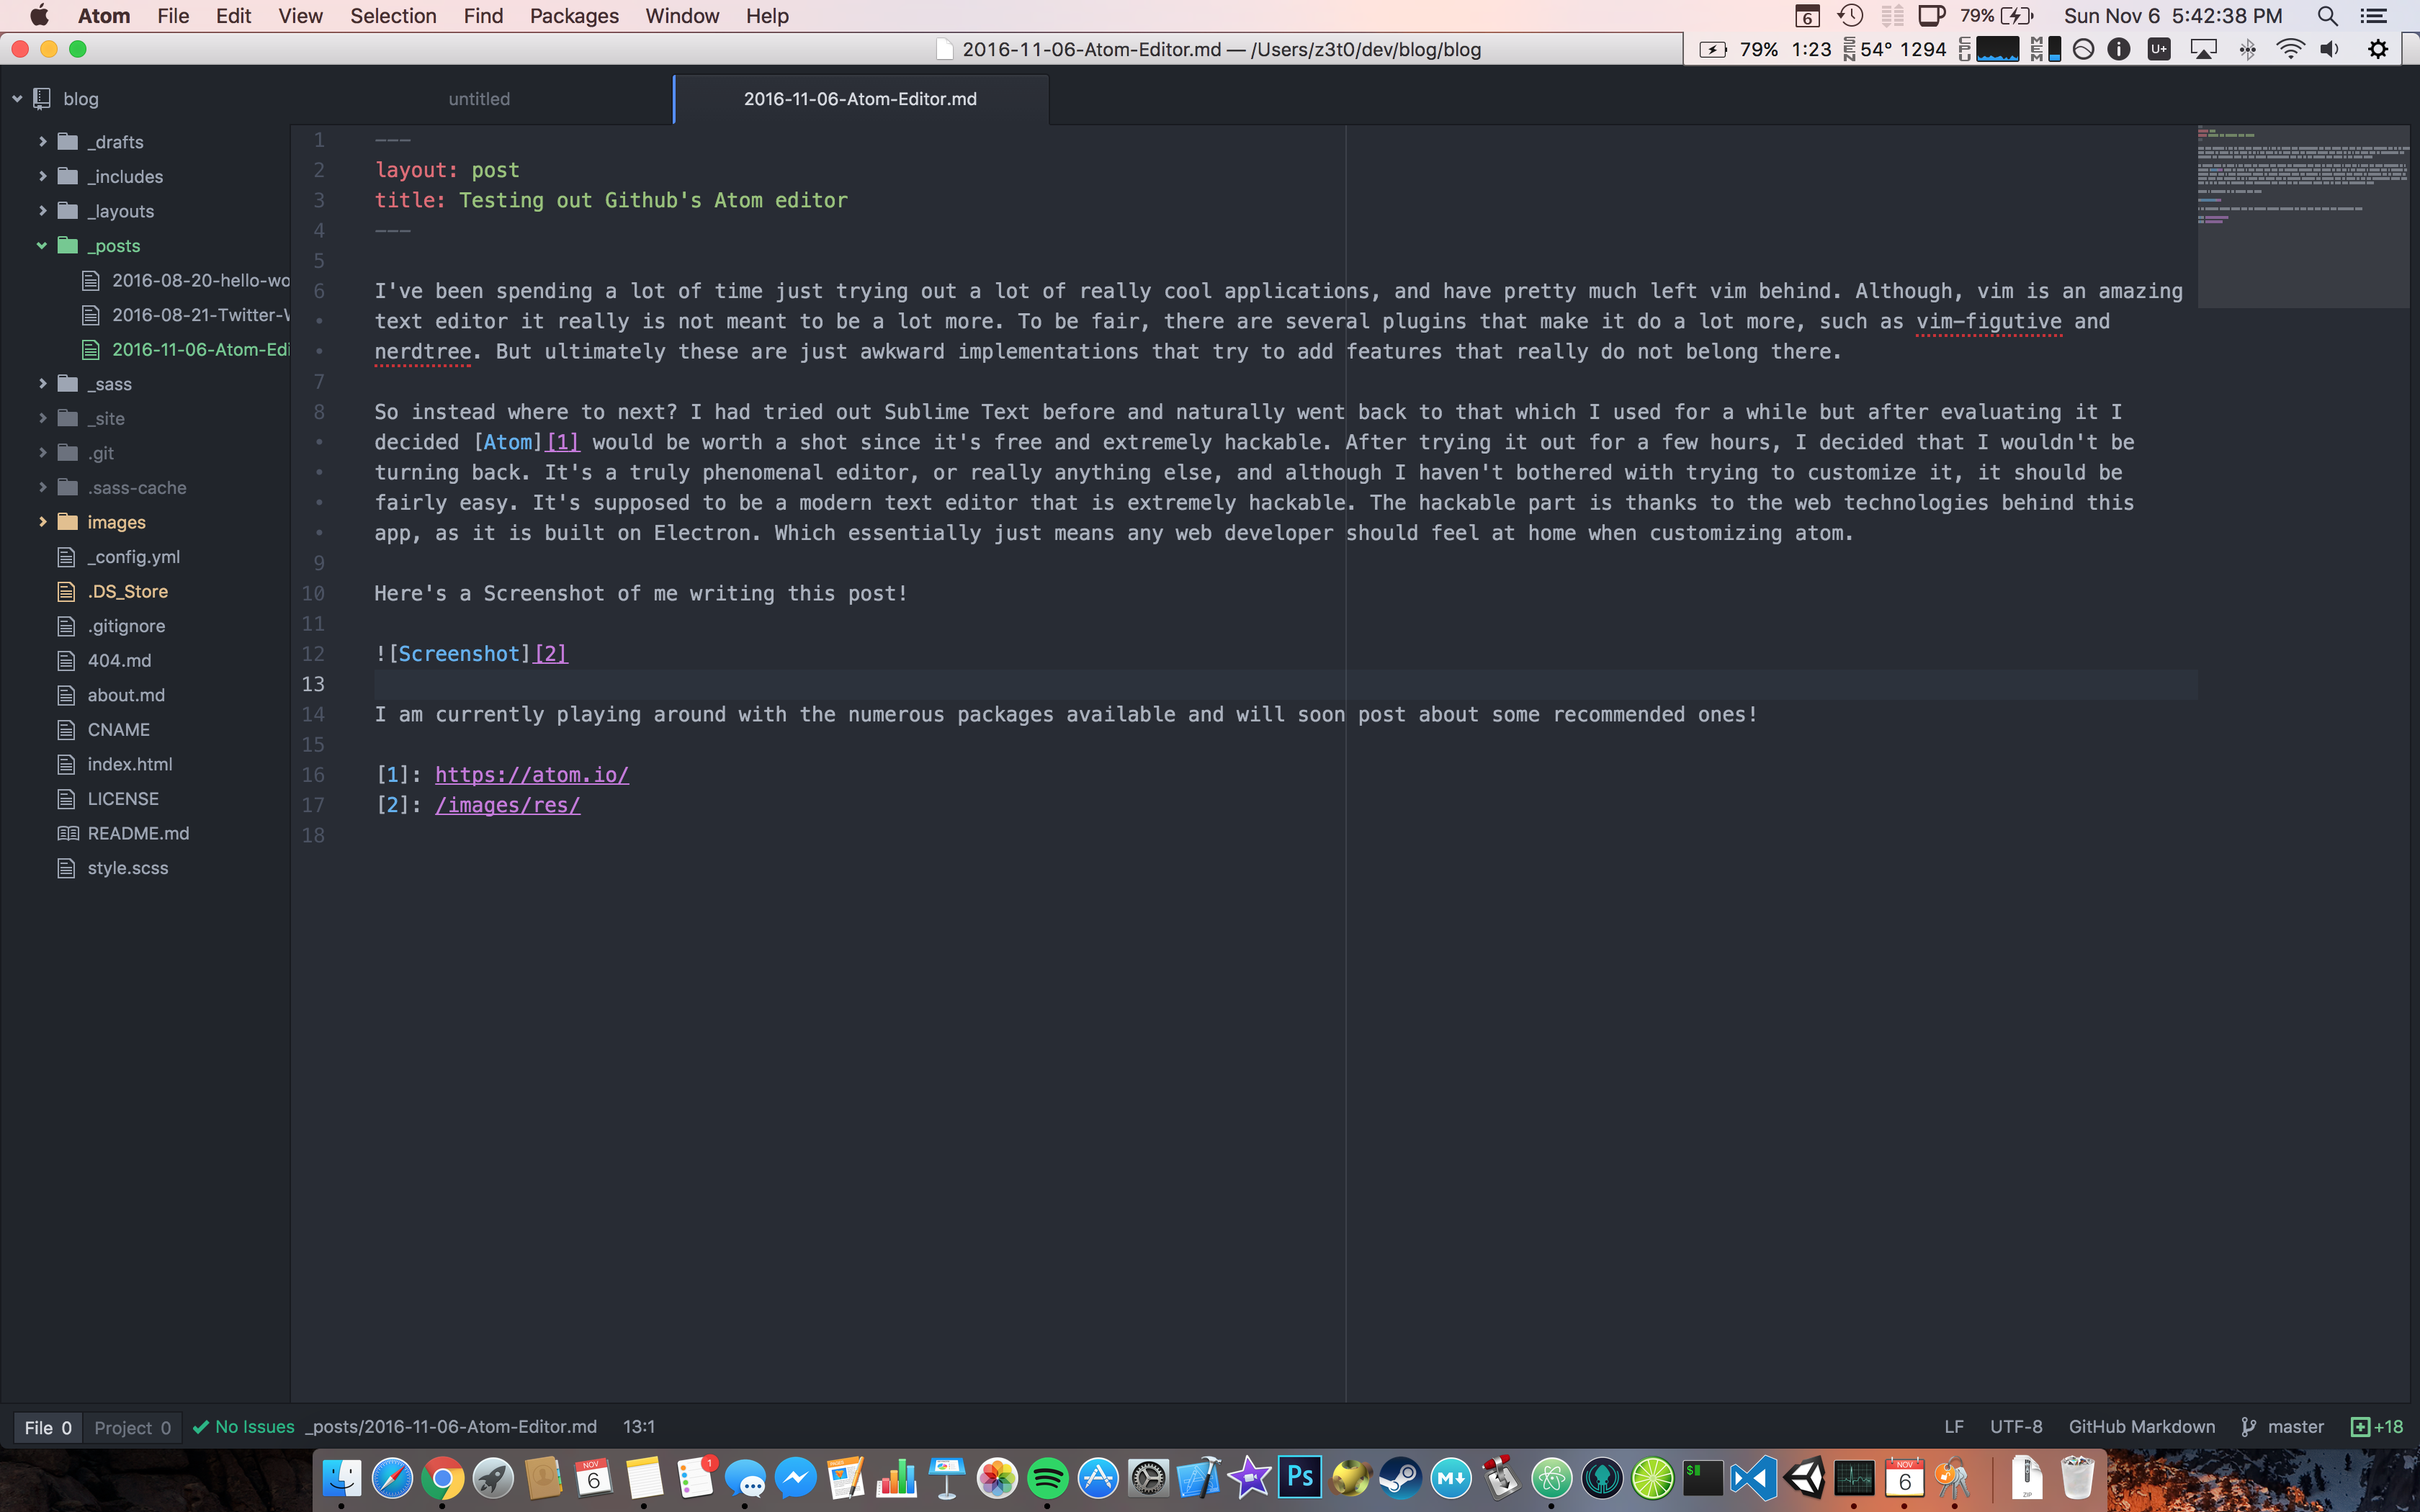 Atom File Edit View Selection Find Packages Window Help
6 79% Sun Nov 6 5:42:38 PM
2016-11-06-Atom-Editor.md — /Users/z3t0/dev/blog/blog
79% 1:23 SEN 54° 1294 CPU MEM U+
blog
untitled
2016-11-06-Atom-Editor.md
_drafts
_includes
_layouts
_posts
2016-08-20-hello-wo
2016-08-21-Twitter-
2016-11-06-Atom-Edi
_sass
_site
.git
.sass-cache
images
_config.yml
.DS_Store
.gitignore
404.md
about.md
CNAME
index.html
LICENSE
README.md
style.scss
1 ---
2 layout: post
3 title: Testing out Github's Atom editor
4 ---
5
6 I've been spending a lot of time just trying out a lot of really cool applications, and have pretty much left vim behind. Although, vim is an amazing
text editor it really is not meant to be a lot more. To be fair, there are several plugins that make it do a lot more, such as vim-figutive and
nerdtree. But ultimately these are just awkward implementations that try to add features that really do not belong there.
7
8 So instead where to next? I had tried out Sublime Text before and naturally went back to that which I used for a while but after evaluating it I
decided [Atom][1] would be worth a shot since it's free and extremely hackable. After trying it out for a few hours, I decided that I wouldn't be
turning back. It's a truly phenomenal editor, or really anything else, and although I haven't bothered with trying to customize it, it should be
fairly easy. It's supposed to be a modern text editor that is extremely hackable. The hackable part is thanks to the web technologies behind this
app, as it is built on Electron. Which essentially just means any web developer should feel at home when customizing atom.
9
10 Here's a Screenshot of me writing this post!
11
12 ![Screenshot][2]
13
14 I am currently playing around with the numerous packages available and will soon post about some recommended ones!
15
16 [1]: https://atom.io/
17 [2]: /images/res/
18
File 0 Project 0 No Issues _posts/2016-11-06-Atom-Editor.md 13:1
LF UTF-8 GitHub Markdown master +18
NOV 6 1 Ps M $ NOV 6 ZIP